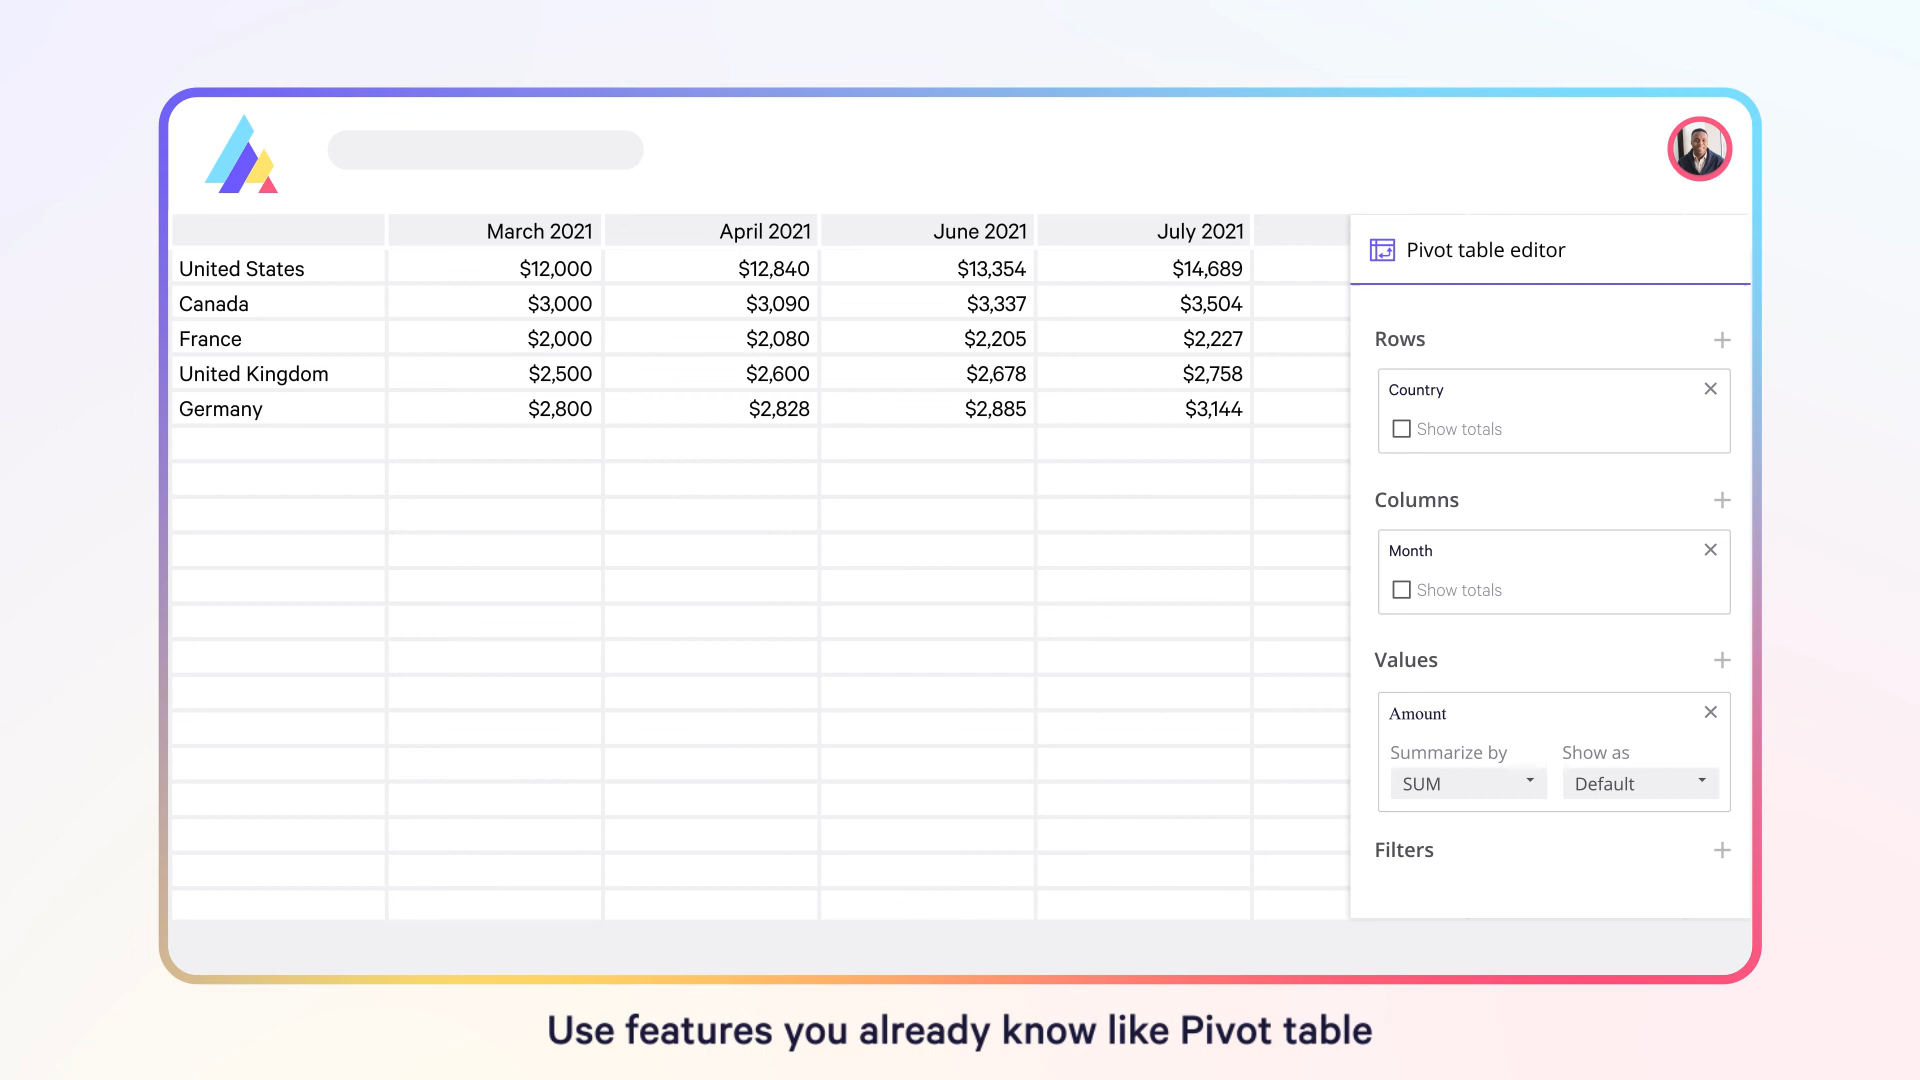 March 2021 April 2021 June 2021 July 2021
United States $12,000 $12,840 $13,354 $14,689
Canada $3,000 $3,090 $3,337 $3,504
France $2,000 $2,080 $2,205 $2,227
United Kingdom $2,500 $2,600 $2,678 $2,758
Germany $2,800 $2,828 $2,885 $3,144
Pivot table editor
Rows
Country
Show totals
Columns
Month
Show totals
Values
Amount
Summarize by Show as
SUM Default
Filters
Use features you already know like Pivot table